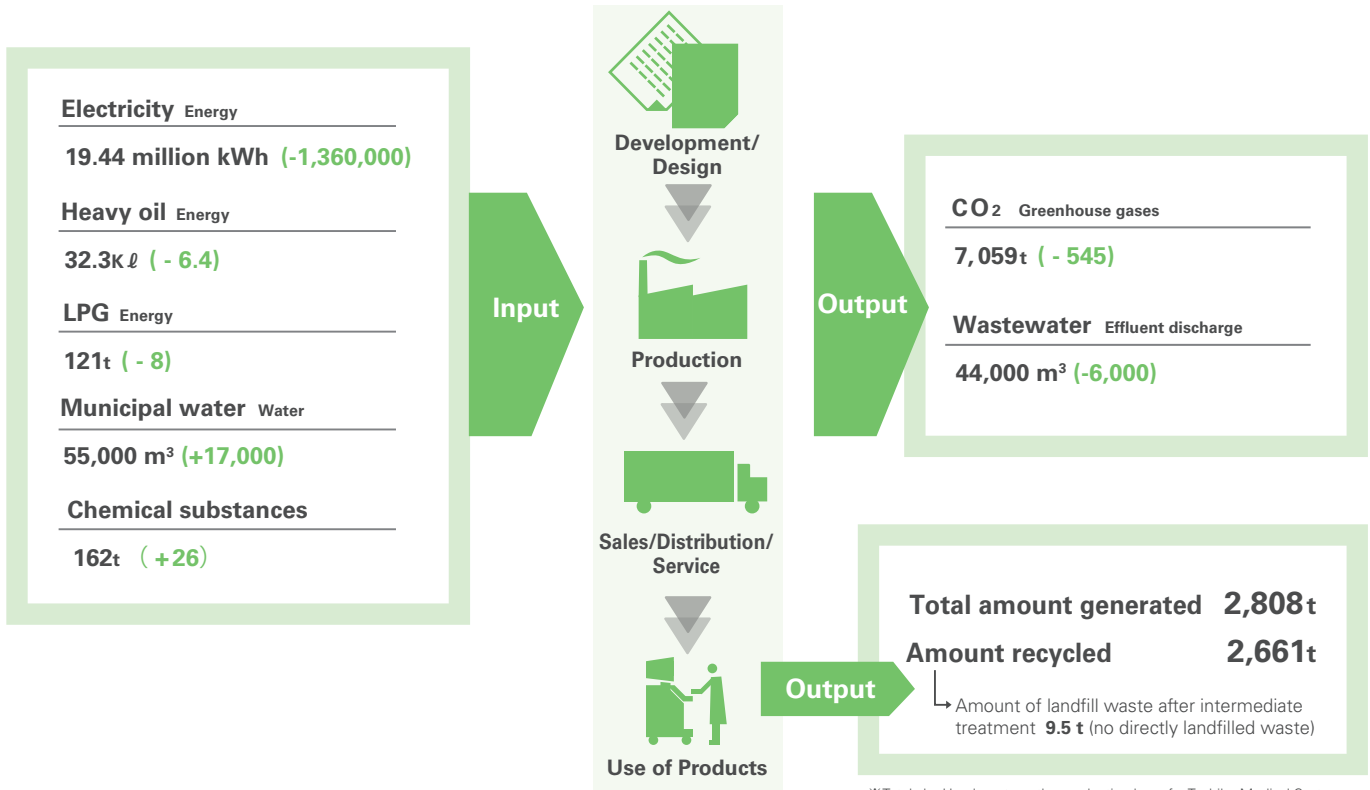 Electricity Energy
19.44 million kWh (-1,360,000)
Heavy oil Energy
32.3K ℓ ( - 6.4)
LPG Energy
121t ( - 8)
Municipal water Water
55,000 m³ (+17,000)
Chemical substances
162t ( +26)
Input
Development/
Design
Production
Sales/Distribution/
Service
Use of Products
Output
CO2 Greenhouse gases
7,059t ( - 545)
Wastewater Effluent discharge
44,000 m³ (-6,000)
Output
Total amount generated 2,808t
Amount recycled 2,661t
Amount of landfill waste after intermediate
treatment 9.5 t (no directly landfilled waste)